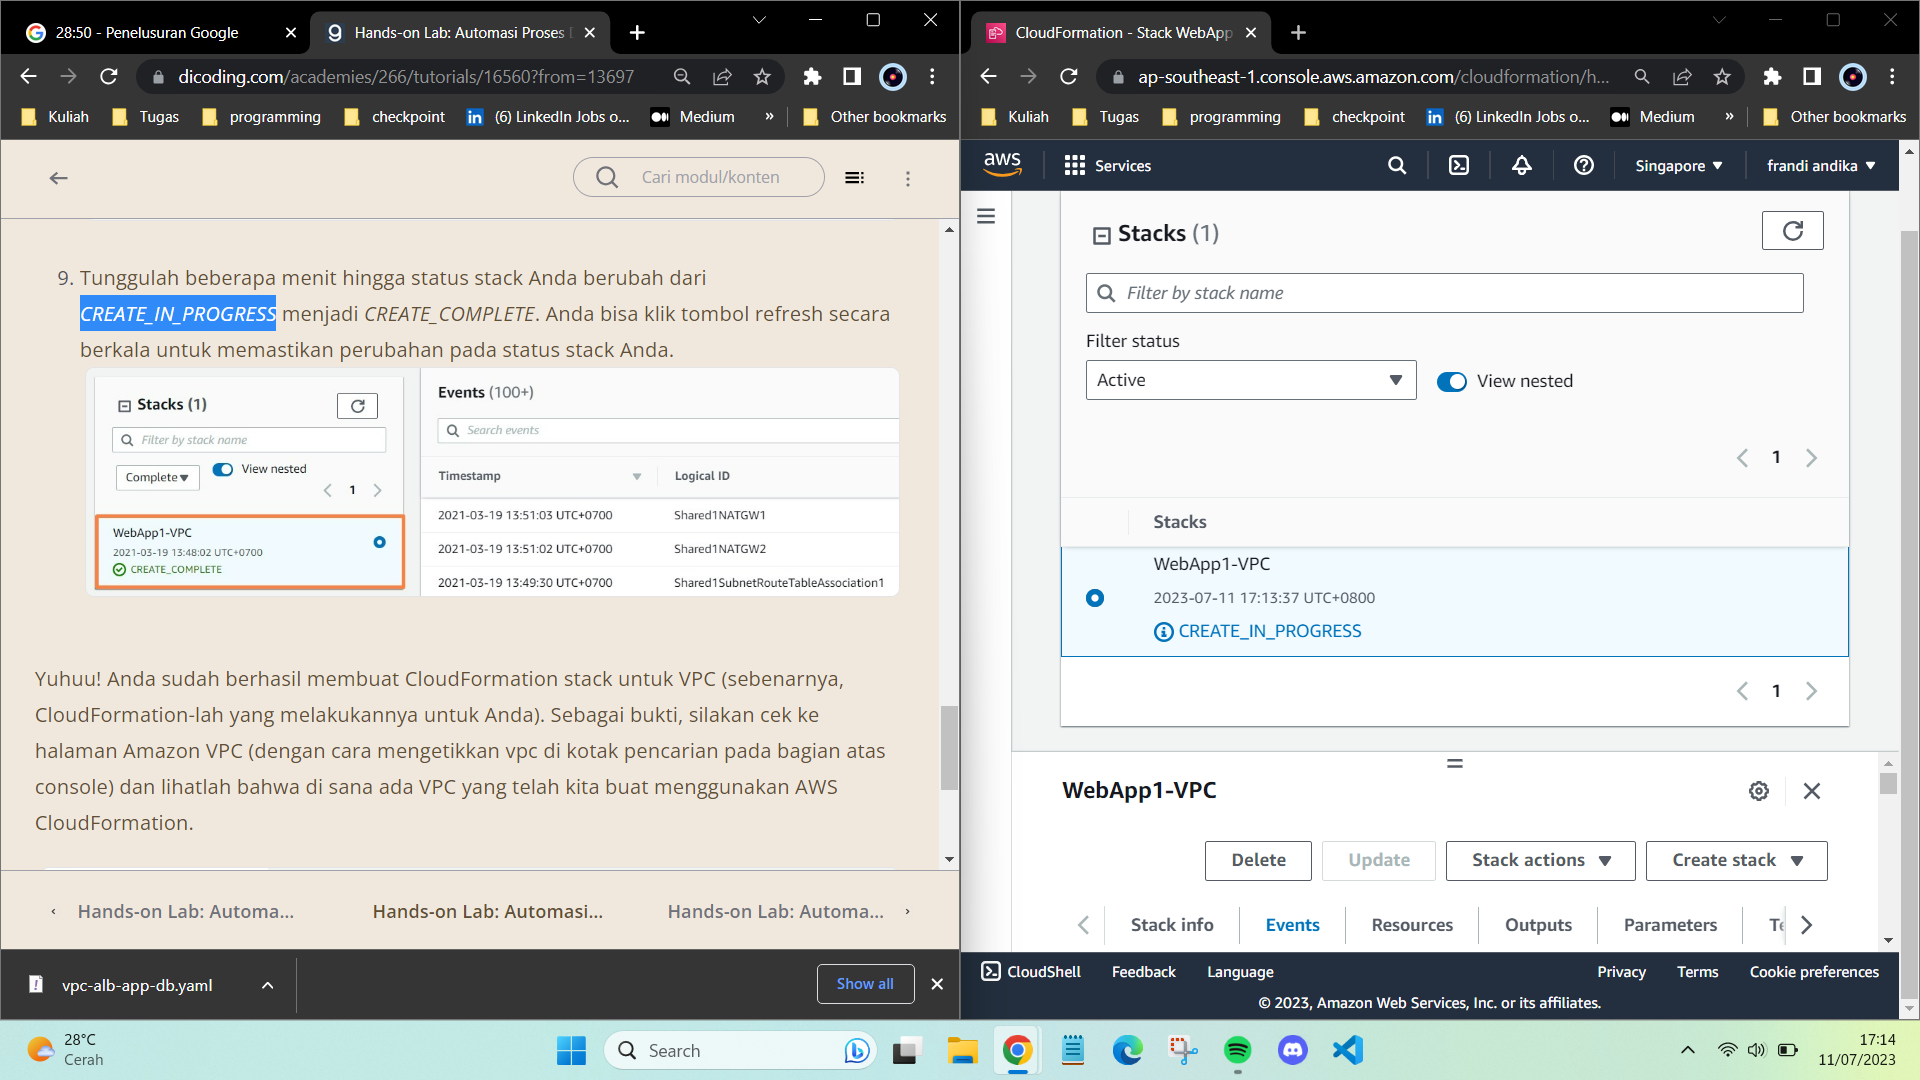 28:50 - Penelusuran Google
Hands-on Lab: Automasi Proses
dicoding.com/academies/266/tutorials/16560?from=13697
Kuliah
Tugas
programming
checkpoint
(6) LinkedIn Jobs o...
Medium
»
Other bookmarks
Cari modul/konten
9. Tunggulah beberapa menit hingga status stack Anda berubah dari
CREATE_IN_PROGRESS menjadi CREATE_COMPLETE. Anda bisa klik tombol refresh secara
berkala untuk memastikan perubahan pada status stack Anda.
Stacks (1)
Filter by stack name
Complete
View nested
1
WebApp1-VPC
2021-03-19 13:48:02 UTC+0700
CREATE_COMPLETE
Events (100+)
Search events
Timestamp
Logical ID
2021-03-19 13:51:03 UTC+0700
Shared1NATGW1
2021-03-19 13:51:02 UTC+0700
Shared1NATGW2
2021-03-19 13:49:30 UTC+0700
Shared1SubnetRouteTableAssociation1
Yuhuu! Anda sudah berhasil membuat CloudFormation stack untuk VPC (sebenarnya,
CloudFormation-lah yang melakukannya untuk Anda). Sebagai bukti, silakan cek ke
halaman Amazon VPC (dengan cara mengetikkan vpc di kotak pencarian pada bagian atas
console) dan lihatlah bahwa di sana ada VPC yang telah kita buat menggunakan AWS
CloudFormation.
Hands-on Lab: Automa...
Hands-on Lab: Automasi...
Hands-on Lab: Automa...
vpc-alb-app-db.yaml
Show all
CloudFormation - Stack WebApp
ap-southeast-1.console.aws.amazon.com/cloudformation/h...
Kuliah
Tugas
programming
checkpoint
(6) LinkedIn Jobs o...
Medium
»
Other bookmarks
aws
Services
Singapore
frandi andika
Stacks (1)
Filter by stack name
Filter status
Active
View nested
1
Stacks
WebApp1-VPC
2023-07-11 17:13:37 UTC+0800
CREATE_IN_PROGRESS
1
WebApp1-VPC
Delete
Update
Stack actions
Create stack
Stack info
Events
Resources
Outputs
Parameters
CloudShell
Feedback
Language
Privacy
Terms
Cookie preferences
© 2023, Amazon Web Services, Inc. or its affiliates.
28°C
Cerah
Search
17:14
11/07/2023